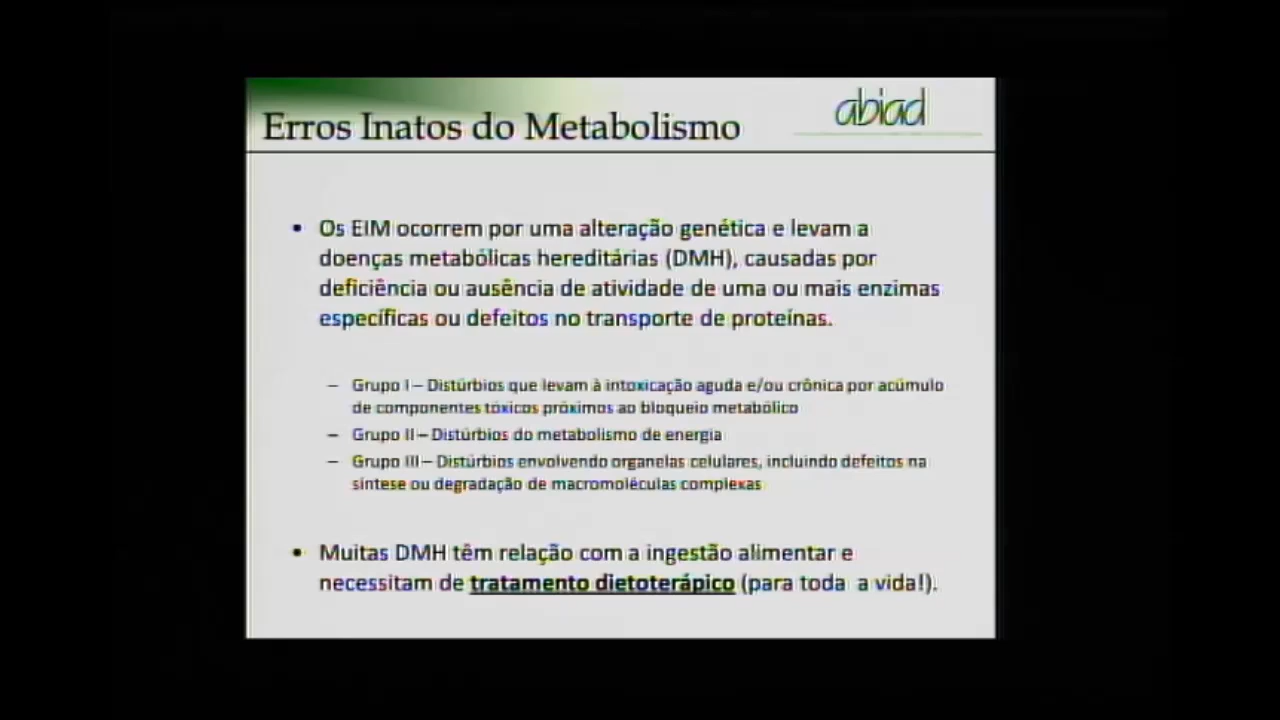 abiad
Erros Inatos do Metabolismo
• Os EIM ocorrem por uma alteração genética e levam a
doenças metabólicas hereditárias (DMH), causadas por
deficiência ou ausência de atividade de uma ou mais enzimas
específicas ou defeitos no transporte de proteínas.
– Grupo I – Distúrbios que levam à intoxicação aguda e/ou crônica por acúmulo
de componentes tóxicos próximos ao bloqueio metabólico
– Grupo II – Distúrbios do metabolismo de energia
– Grupo III – Distúrbios envolvendo organelas celulares, incluindo defeitos na
síntese ou degradação de macromoléculas complexas
• Muitas DMH têm relação com a ingestão alimentar e
necessitam de tratamento dietoterápico (para toda a vida!).